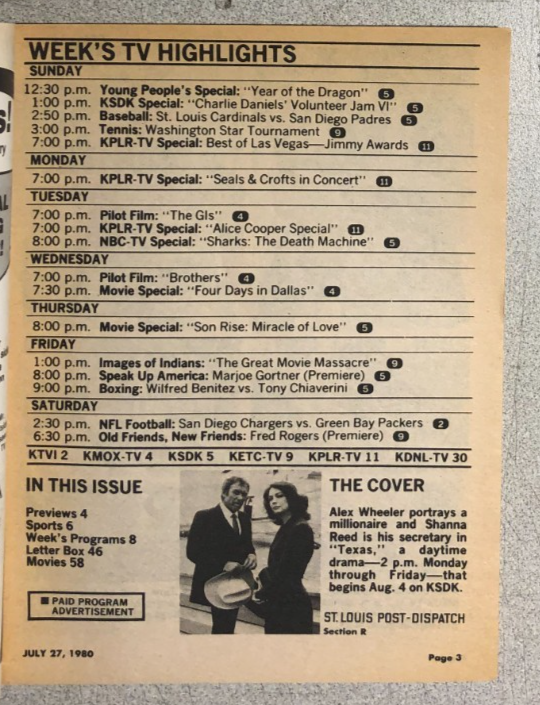 WEEK'S TV HIGHLIGHTS
SUNDAY
12:30 p.m. Young People's Special: "Year of the Dragon" 5
1:00 p.m. KSDK Special: "Charlie Daniels' Volunteer Jam VI" 5
2:50 p.m. Baseball: St. Louis Cardinals vs. San Diego Padres 5
3:00 p.m. Tennis: Washington Star Tournament 9
7:00 p.m. KPLR-TV Special: Best of Las Vegas—Jimmy Awards 11
MONDAY
7:00 p.m. KPLR-TV Special: "Seals & Crofts in Concert" 11
TUESDAY
7:00 p.m. Pilot Film: "The GIs" 4
7:00 p.m. KPLR-TV Special: "Alice Cooper Special" 11
8:00 p.m. NBC-TV Special: "Sharks: The Death Machine" 5
WEDNESDAY
7:00 p.m. Pilot Film: "Brothers" 4
7:30 p.m. Movie Special: "Four Days in Dallas" 4
THURSDAY
8:00 p.m. Movie Special: "Son Rise: Miracle of Love" 5
FRIDAY
1:00 p.m. Images of Indians: "The Great Movie Massacre" 9
8:00 p.m. Speak Up America: Marjoe Gortner (Premiere) 5
9:00 p.m. Boxing: Wilfred Benitez vs. Tony Chiaverini 5
SATURDAY
2:30 p.m. NFL Football: San Diego Chargers vs. Green Bay Packers 2
6:30 p.m. Old Friends, New Friends: Fred Rogers (Premiere) 9
KTVI 2 KMOX-TV 4 KSDK 5 KETC-TV 9 KPLR-TV 11 KDNL-TV 30
IN THIS ISSUE
Previews 4
Sports 6
Week's Programs 8
Letter Box 46
Movies 58
■ PAID PROGRAM
ADVERTISEMENT
THE COVER
Alex Wheeler portrays a
millionaire and Shanna
Reed is his secretary in
"Texas," a daytime
drama—2 p.m. Monday
through Friday—that
begins Aug. 4 on KSDK.
ST. LOUIS POST-DISPATCH
Section R
JULY 27, 1980
Page 3